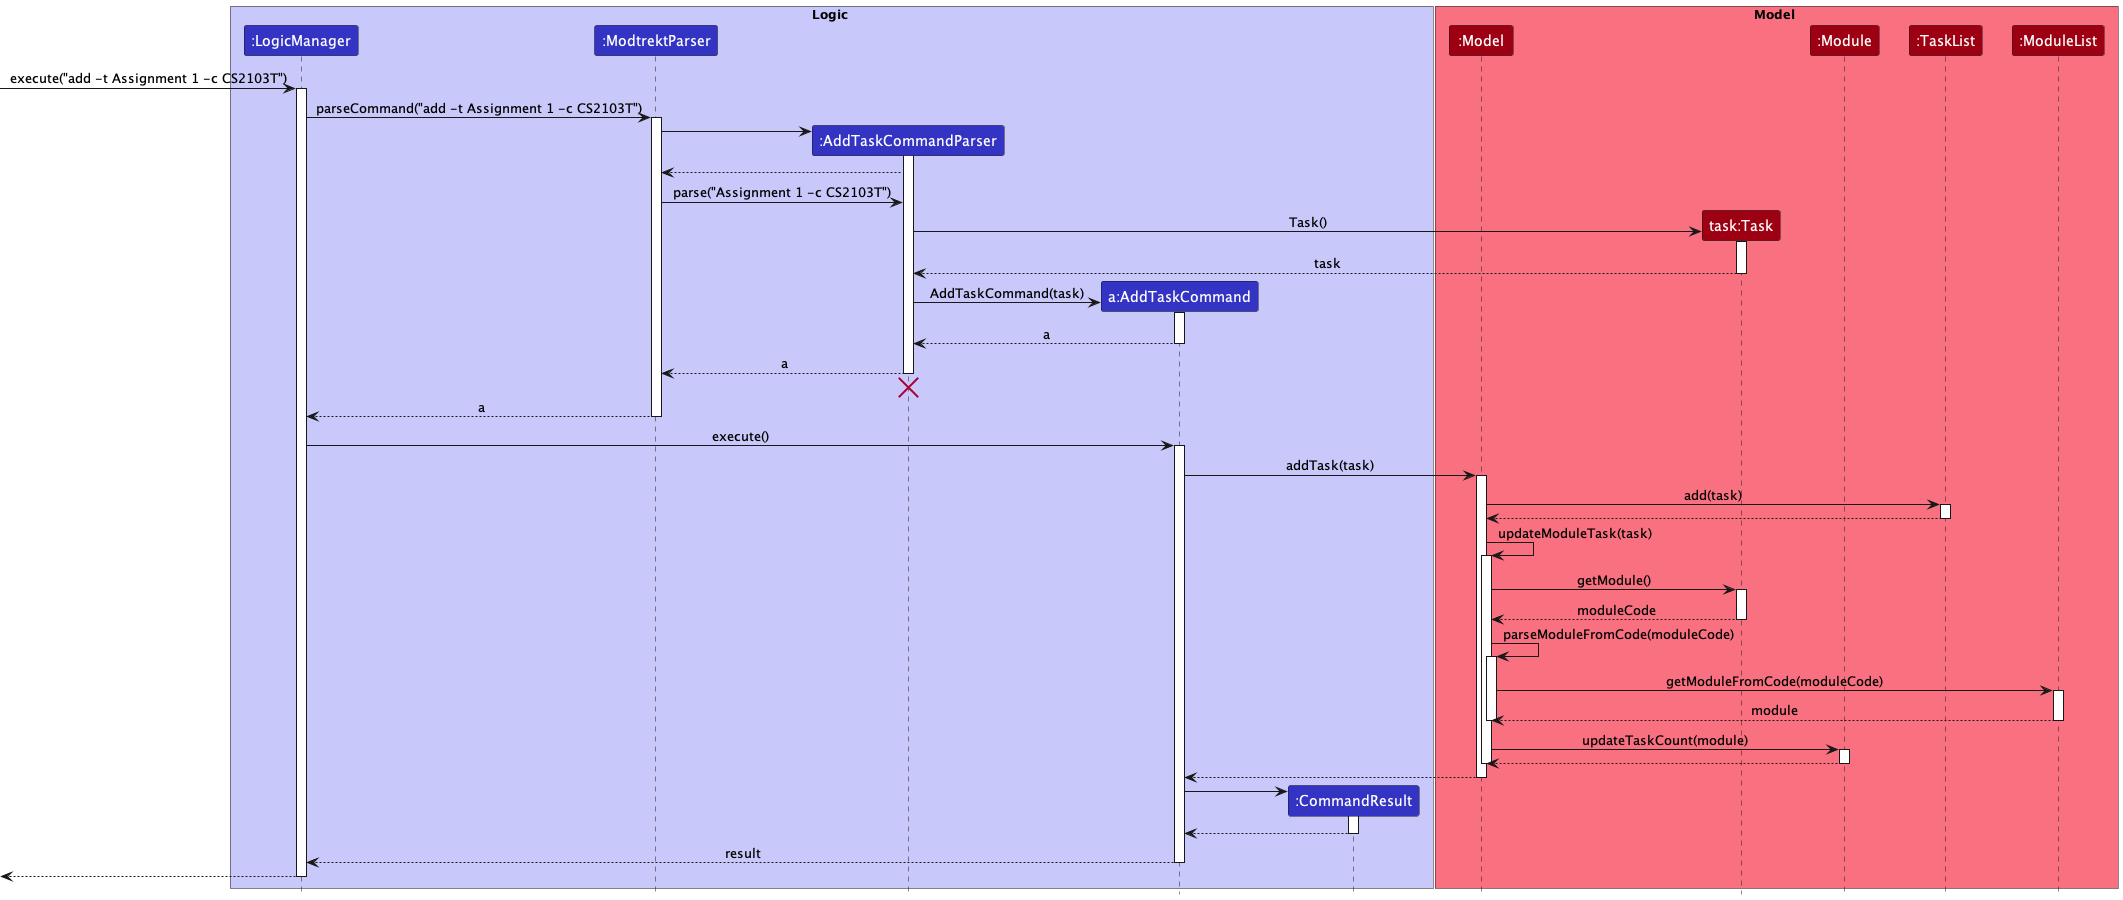 Logic
Model
:LogicManager
:ModtrektParser
:Model
:Module
:TaskList
:ModuleList
execute("add -t Assignment 1 -c CS2103T")
parseCommand("add -t Assignment 1 -c CS2103T")
:AddTaskCommandParser
parse("Assignment 1 -c CS2103T")
Task()
task:Task
task
AddTaskCommand(task)
a:AddTaskCommand
a
a
a
execute()
addTask(task)
add(task)
updateModuleTask(task)
getModule()
moduleCode
parseModuleFromCode(moduleCode)
getModuleFromCode(moduleCode)
module
updateTaskCount(module)
:CommandResult
result